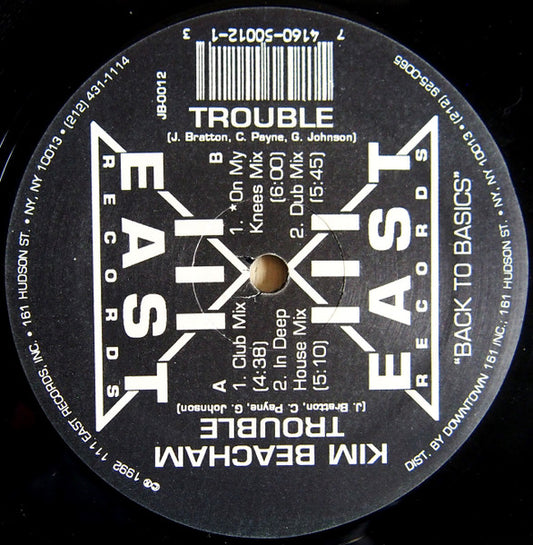 7 4160-50012-1 3
JB-0012
TROUBLE
(J. Bratton, C. Payne, G. Johnson)
B
1. *On My
Knees Mix
(6:00)
2. Dub Mix
(5:45)
A
1. Club Mix
(4:38)
2. In Deep
House Mix
(5:10)
KIM BEACHAM
TROUBLE
(J. Bratton, C. Payne, G. Johnson)
EAST
RECORDS
RECORDS
EAST
RECORDS
"BACK TO BASICS"
©℗ 1992 111 EAST RECORDS, INC. • 161 HUDSON ST. • NY, NY 10013 • (212) 431-1114
DIST. BY DOWNTOWN 161 INC., 161 HUDSON ST. • NY, NY 10013 • (212) 925-0065